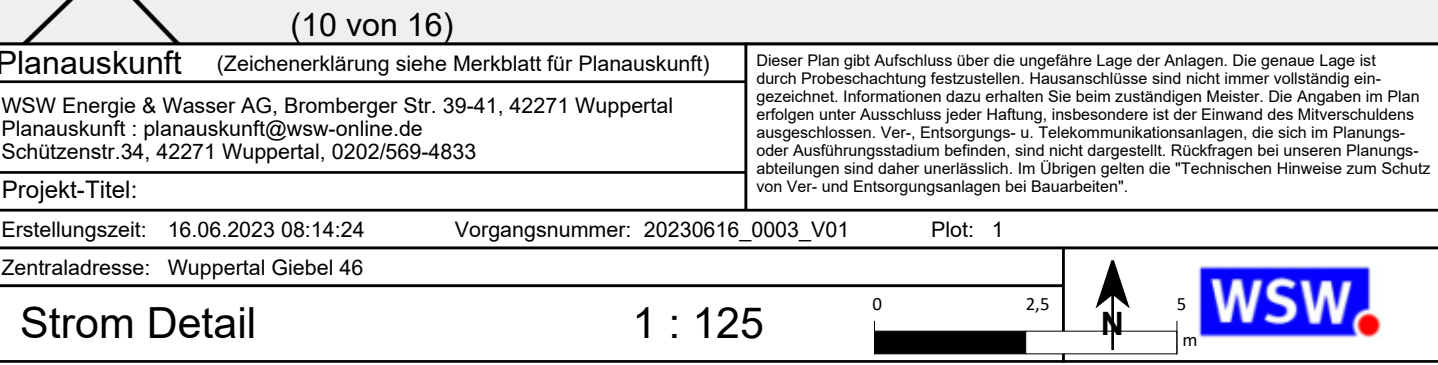 (10 von 16)
Planauskunft (Zeichenerklärung siehe Merkblatt für Planauskunft)
WSW Energie & Wasser AG, Bromberger Str. 39-41, 42271 Wuppertal
Planauskunft : planauskunft@wsw-online.de
Schützenstr.34, 42271 Wuppertal, 0202/569-4833
Projekt-Titel:
Dieser Plan gibt Aufschluss über die ungefähre Lage der Anlagen. Die genaue Lage ist
durch Probeschachtung festzustellen. Hausanschlüsse sind nicht immer vollständig ein-
gezeichnet. Informationen dazu erhalten Sie beim zuständigen Meister. Die Angaben im Plan
erfolgen unter Ausschluss jeder Haftung, insbesondere ist der Einwand des Mitverschuldens
ausgeschlossen. Ver-, Entsorgungs- u. Telekommunikationsanlagen, die sich im Planungs-
oder Ausführungsstadium befinden, sind nicht dargestellt. Rückfragen bei unseren Planungs-
abteilungen sind daher unerlässlich. Im Übrigen gelten die "Technischen Hinweise zum Schutz
von Ver- und Entsorgungsanlagen bei Bauarbeiten".
Erstellungszeit: 16.06.2023 08:14:24 Vorgangsnummer: 20230616_0003_V01 Plot: 1
Zentraladresse: Wuppertal Giebel 46
Strom Detail 1 : 125
0 2,5 5
m
N
WSW.